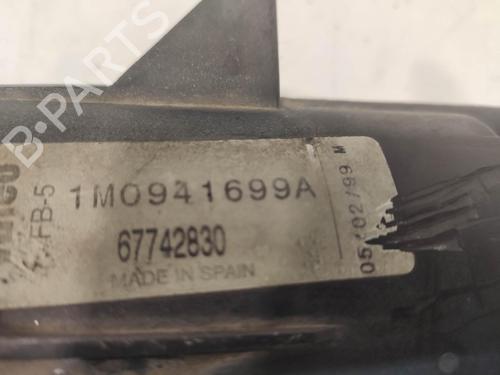 B-PARTS
FB-5
1M0941699A
67742830
MADE IN SPAIN
05 02/99 M